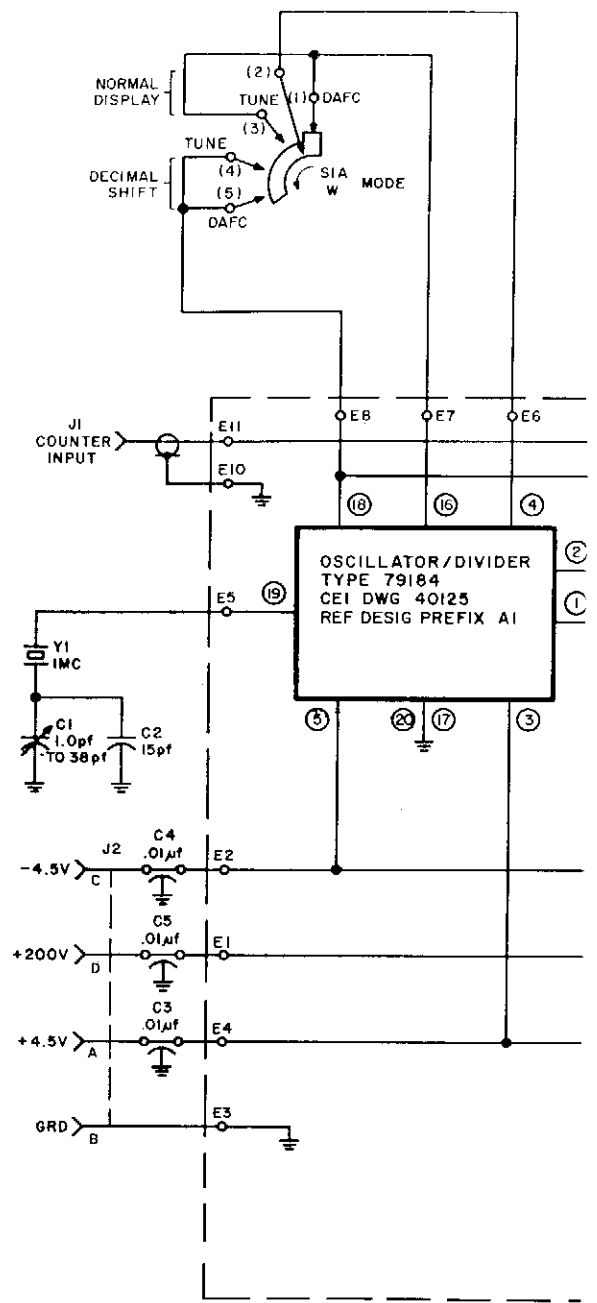 (2)
NORMAL
DISPLAY
TUNE
(1)
DAFC
(3)
TUNE
(4)
DECIMAL
SHIFT
(5)
DAFC
S1A
W
MODE
E8
E7
E6
J1
COUNTER
INPUT
E11
E10
18
16
4
OSCILLATOR/DIVIDER
TYPE 79184
CEI DWG 40125
REF DESIG PREFIX A1
2
1
E5
19
Y1
1MC
5
20
17
3
C1
1.0pf
TO 38pf
C2
15pf
J2
C4
.01µf
-4.5V
C
E2
C5
.01µf
+200V
D
E1
C3
.01µf
+4.5V
A
E4
GRD
B
E3